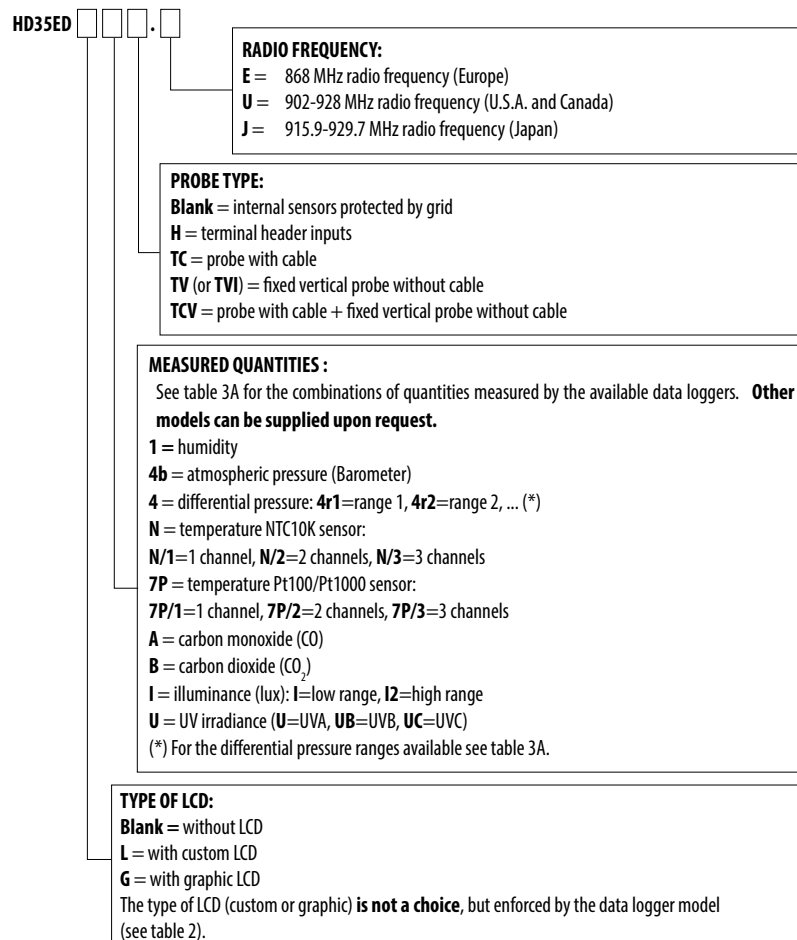 HD35ED .
RADIO FREQUENCY:
E = 868 MHz radio frequency (Europe)
U = 902-928 MHz radio frequency (U.S.A. and Canada)
J = 915.9-929.7 MHz radio frequency (Japan)
PROBE TYPE:
Blank = internal sensors protected by grid
H = terminal header inputs
TC = probe with cable
TV (or TVI) = fixed vertical probe without cable
TCV = probe with cable + fixed vertical probe without cable
MEASURED QUANTITIES :
See table 3A for the combinations of quantities measured by the available data loggers. Other
models can be supplied upon request.
1 = humidity
4b = atmospheric pressure (Barometer)
4 = differential pressure: 4r1=range 1, 4r2=range 2, ... (*)
N = temperature NTC10K sensor:
N/1=1 channel, N/2=2 channels, N/3=3 channels
7P = temperature Pt100/Pt1000 sensor:
7P/1=1 channel, 7P/2=2 channels, 7P/3=3 channels
A = carbon monoxide (CO)
B = carbon dioxide (CO2)
I = illuminance (lux): I=low range, I2=high range
U = UV irradiance (U=UVA, UB=UVB, UC=UVC)
(*) For the differential pressure ranges available see table 3A.
TYPE OF LCD:
Blank = without LCD
L = with custom LCD
G = with graphic LCD
The type of LCD (custom or graphic) is not a choice, but enforced by the data logger model
(see table 2).